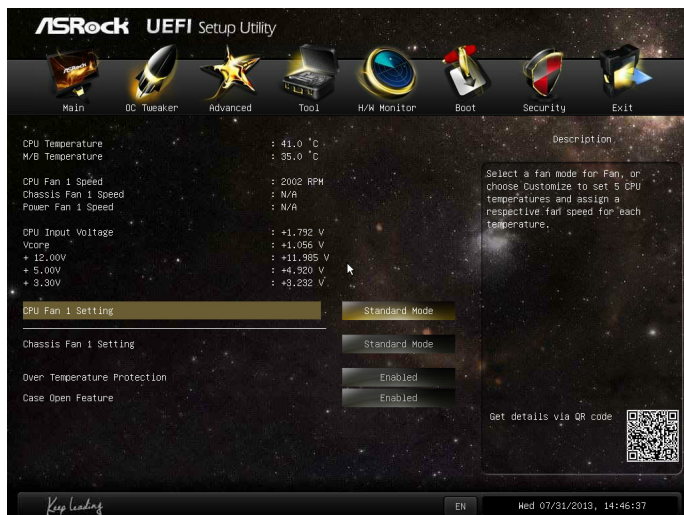 ASRock UEFI Setup Utility
Main OC Tweaker Advanced Tool H/W Monitor Boot Security Exit
CPU Temperature : 41.0 °C
M/B Temperature : 35.0 °C
CPU Fan 1 Speed : 2002 RPM
Chassis Fan 1 Speed : N/A
Power Fan 1 Speed : N/A
CPU Input Voltage : +1.792 V
Vcore : +1.056 V
+ 12.00V : +11.985 V
+ 5.00V : +4.920 V
+ 3.30V : +3.232 V
CPU Fan 1 Setting Standard Mode
Chassis Fan 1 Setting Standard Mode
Over Temperature Protection Enabled
Case Open Feature Enabled
Description
Select a fan mode for Fan, or
choose Customize to set 5 CPU
temperatures and assign a
respective fan speed for each
temperature.
Get details via QR code
Keep Leading
EN
Wed 07/31/2013, 14:46:37